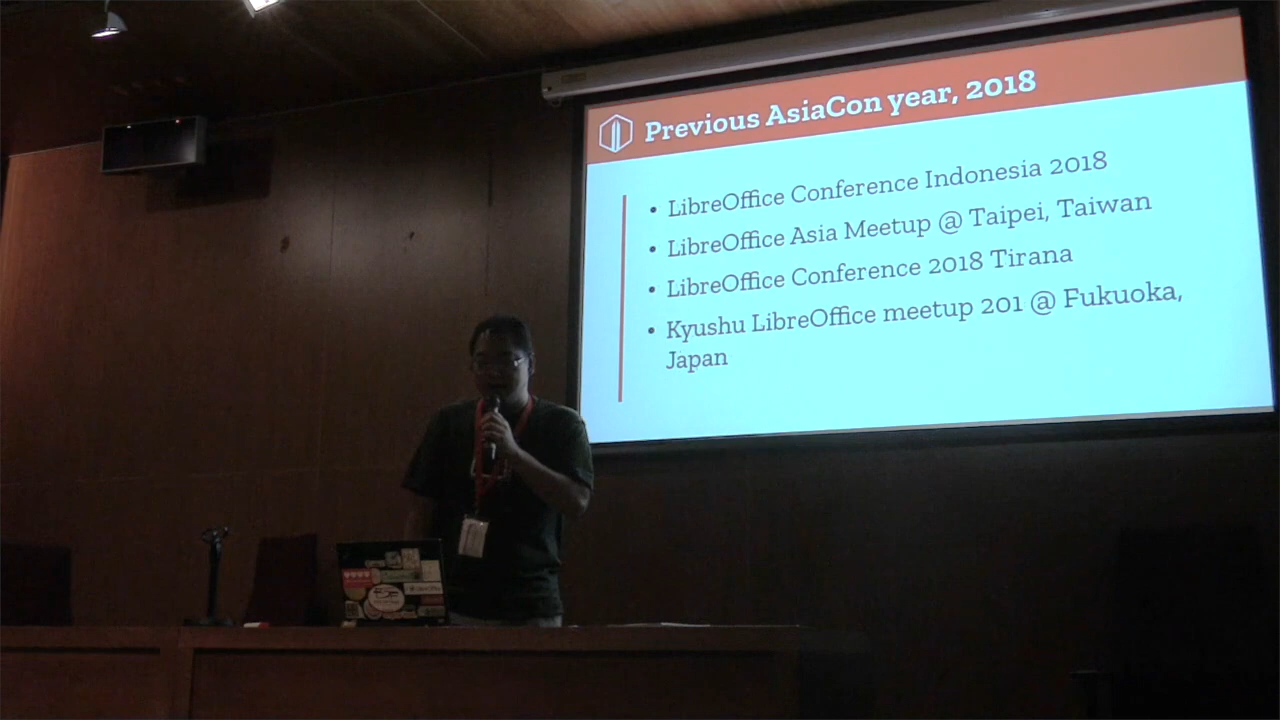 Previous AsiaCon year, 2018
• LibreOffice Conference Indonesia 2018
• LibreOffice Asia Meetup @ Taipei, Taiwan
• LibreOffice Conference 2018 Tirana
• Kyushu LibreOffice meetup 201 @ Fukuoka,
Japan